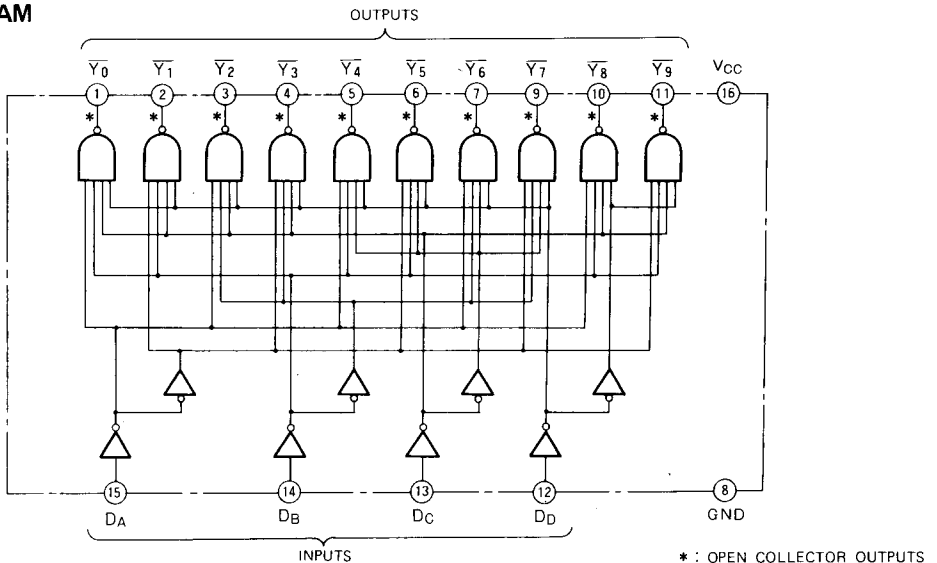 AM
OUTPUTS
Y0 Y1 Y2 Y3 Y4 Y5 Y6 Y7 Y8 Y9 VCC
1 2 3 4 5 6 7 9 10 11 16
* * * * * * * * * *
15 14 13 12 8
DA DB DC DD GND
INPUTS
* : OPEN COLLECTOR OUTPUTS